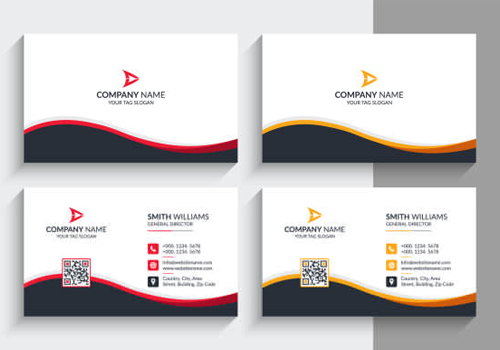 COMPANY NAME
YOUR TAG SLOGAN
COMPANY NAME
YOUR TAG SLOGAN
COMPANY NAME
YOUR TAG SLOGAN
SMITH WILLIAMS
GENERAL DIRECTOR
+000. 1234 5678
+000. 1234. 5678
info@websitename.com
www.websitename.com
Country, City, Area
Street, Building, Zip Code
COMPANY NAME
YOUR TAG SLOGAN
SMITH WILLIAMS
GENERAL DIRECTOR
+000. 1234 5678
+000. 1234. 5678
info@websitename.com
www.websitename.com
Country, City, Area
Street, Building, Zip Code